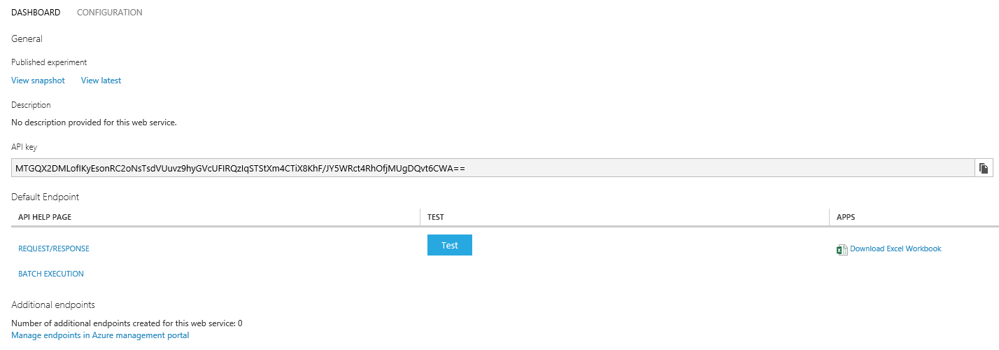 DASHBOARD CONFIGURATION
General
Published experiment
View snapshot View latest
Description
No description provided for this web service.
API key
MTGQX2DMLofIKyEsonRC2oNsTsdVUuvz9hyGVcUFIRQzIqSTStXm4CTiX8KhF/JY5WRct4RhOfjMUgDQvt6CWA==
Default Endpoint
API HELP PAGE TEST APPS
REQUEST/RESPONSE Test Download Excel Workbook
BATCH EXECUTION
Additional endpoints
Number of additional endpoints created for this web service: 0
Manage endpoints in Azure management portal